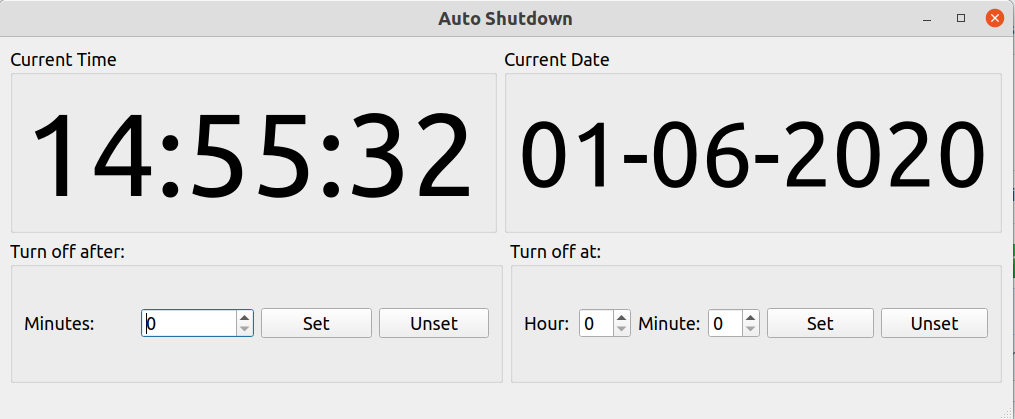 Auto Shutdown
Current Time
Current Date
14:55:32
01-06-2020
Turn off after:
Turn off at:
Minutes: 0 Set Unset
Hour: 0 Minute: 0 Set Unset